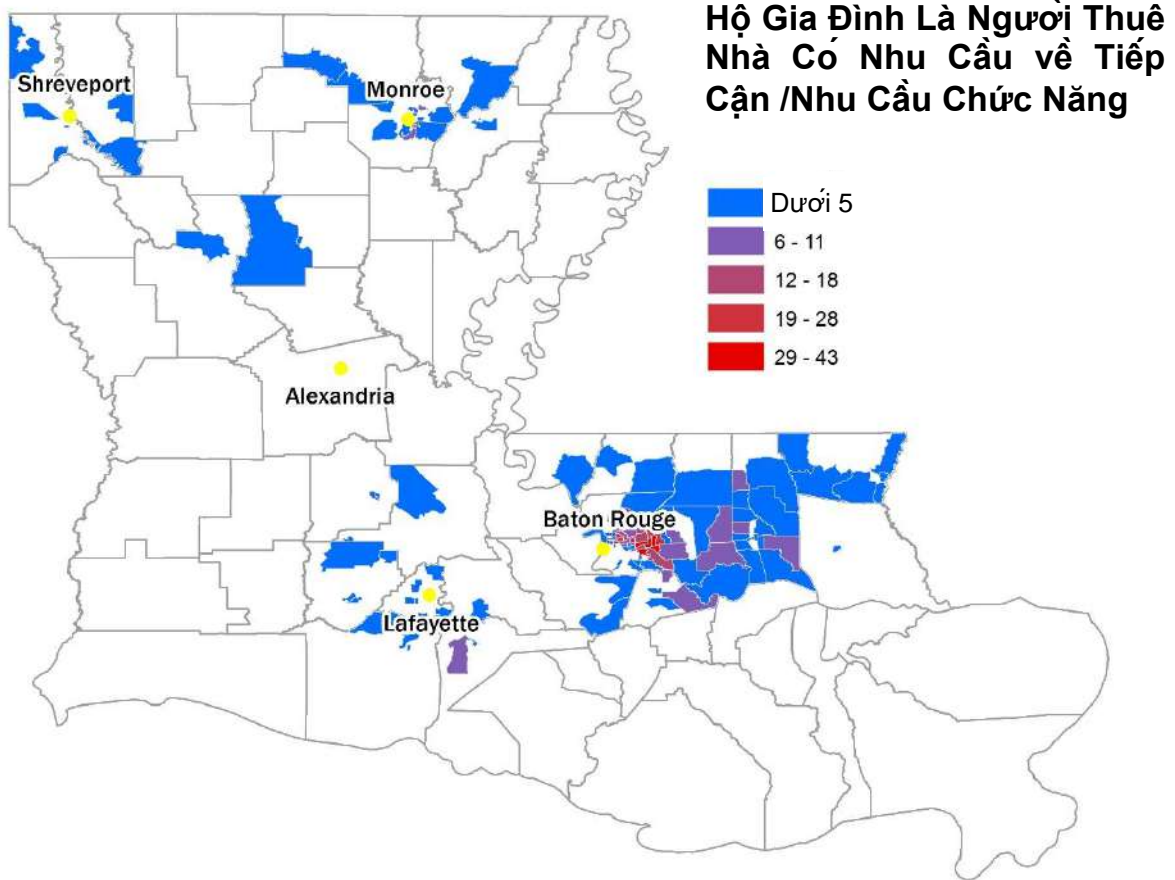 Hộ Gia Đình Là Người Thuê
Nhà Có Nhu Cầu về Tiếp
Cận /Nhu Cầu Chức Năng
Shreveport
Monroe
Dưới 5
6 - 11
12 - 18
19 - 28
29 - 43
Alexandria
Baton Rouge
Lafayette